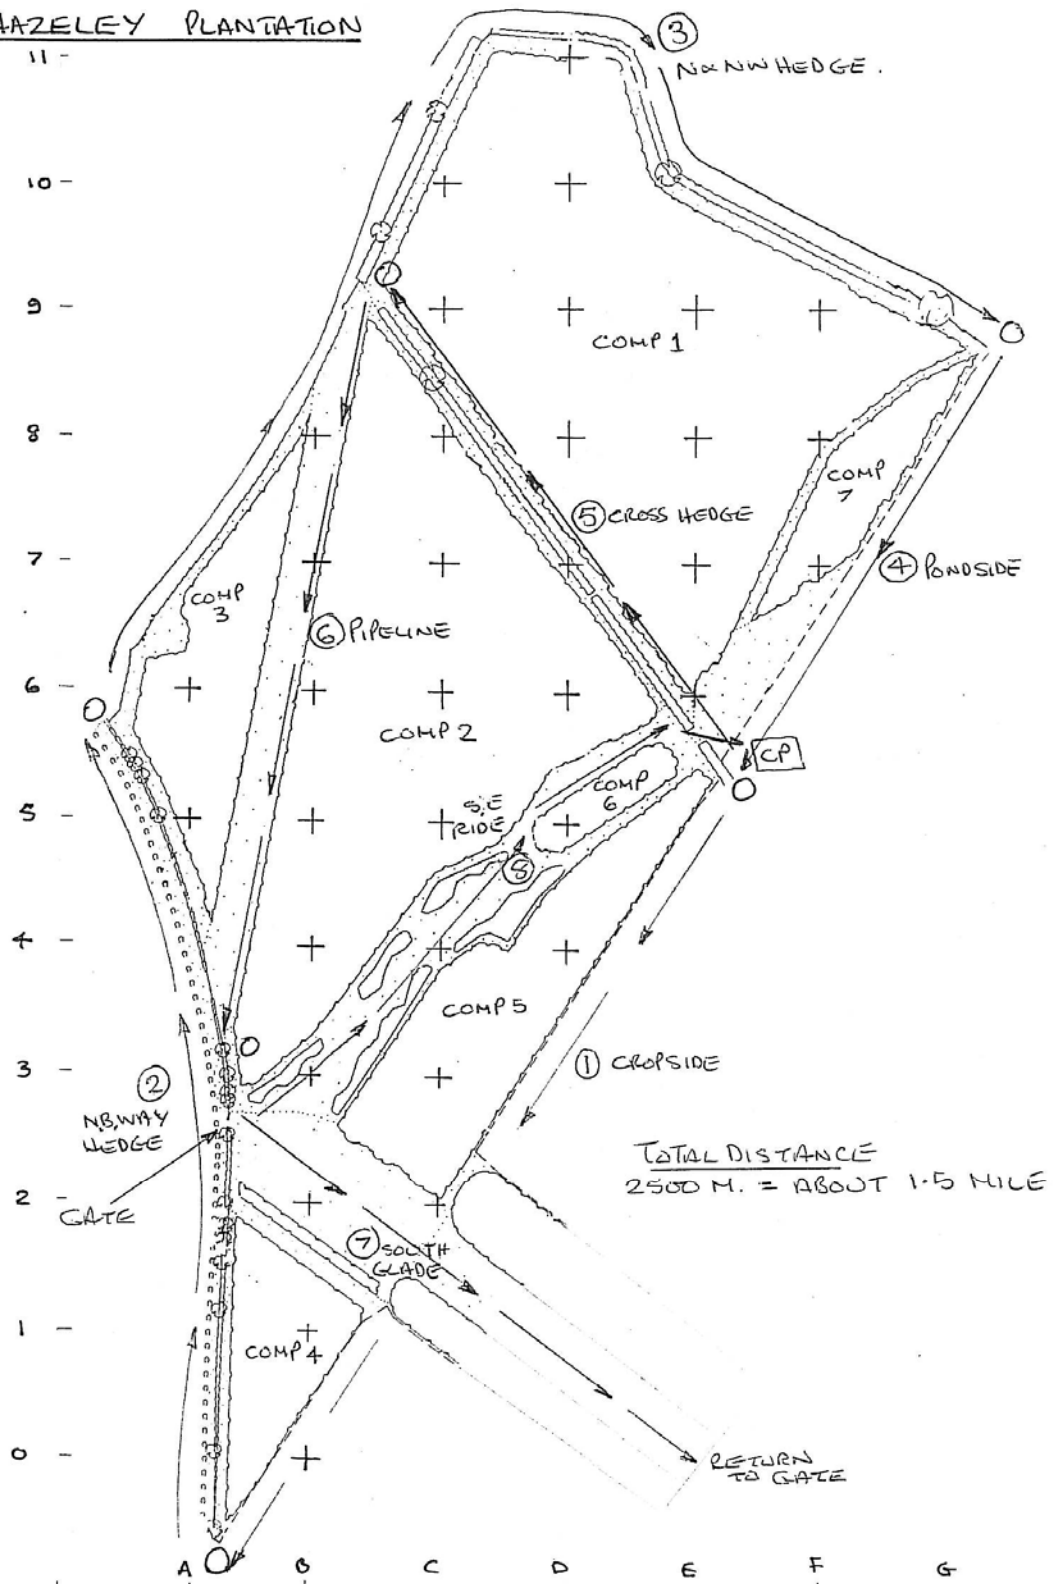 HAZELEY PLANTATION
11
③
N & NW HEDGE.
10
9
COMP 1
8
COMP
7
⑤ CROSS HEDGE
7
④ PONDSIDE
COMP
3
⑥ PIPELINE
6
COMP 2
CP
COMP
6
S.E
RIDE
5
⑧
4
COMP 5
3
② 
① CROPSIDE
N.B.WAY
HEDGE
TOTAL DISTANCE
2500 M. = ABOUT 1.5 MILE
2
GATE
⑦ SOUTH
GLADE
1
COMP 4
0
RETURN
TO GATE
A B C D E F G